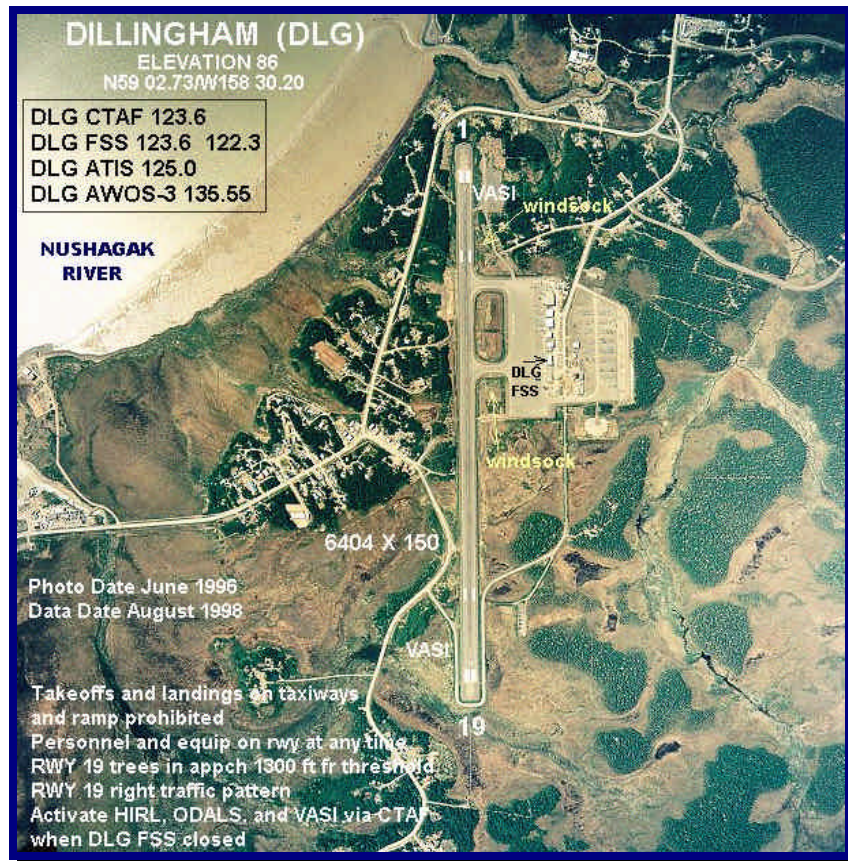 DILLINGHAM (DLG)
ELEVATION 86
N59 02.73/W158 30.20
DLG CTAF 123.6
DLG FSS 123.6 122.3
DLG ATIS 125.0
DLG AWOS-3 135.55
1
VASI
windsock
NUSHAGAK
RIVER
DLG
FSS
windsock
6404 X 150
Photo Date June 1996
Data Date August 1998
VASI
Takeoffs and landings on taxiways
and ramp prohibited
19
Personnel and equip on rwy at any time
RWY 19 trees in appch 1300 ft fr threshold
RWY 19 right traffic pattern
Activate HIRL, ODALS, and VASI via CTAF
when DLG FSS closed